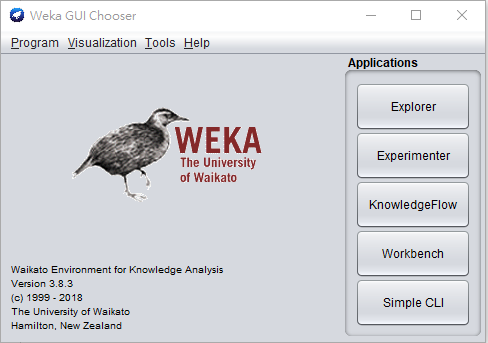 Weka GUI Chooser
Program Visualization Tools Help
Applications
Explorer
Experimenter
KnowledgeFlow
Workbench
Simple CLI
WEKA
The University
of Waikato
Waikato Environment for Knowledge Analysis
Version 3.8.3
(c) 1999 - 2018
The University of Waikato
Hamilton, New Zealand